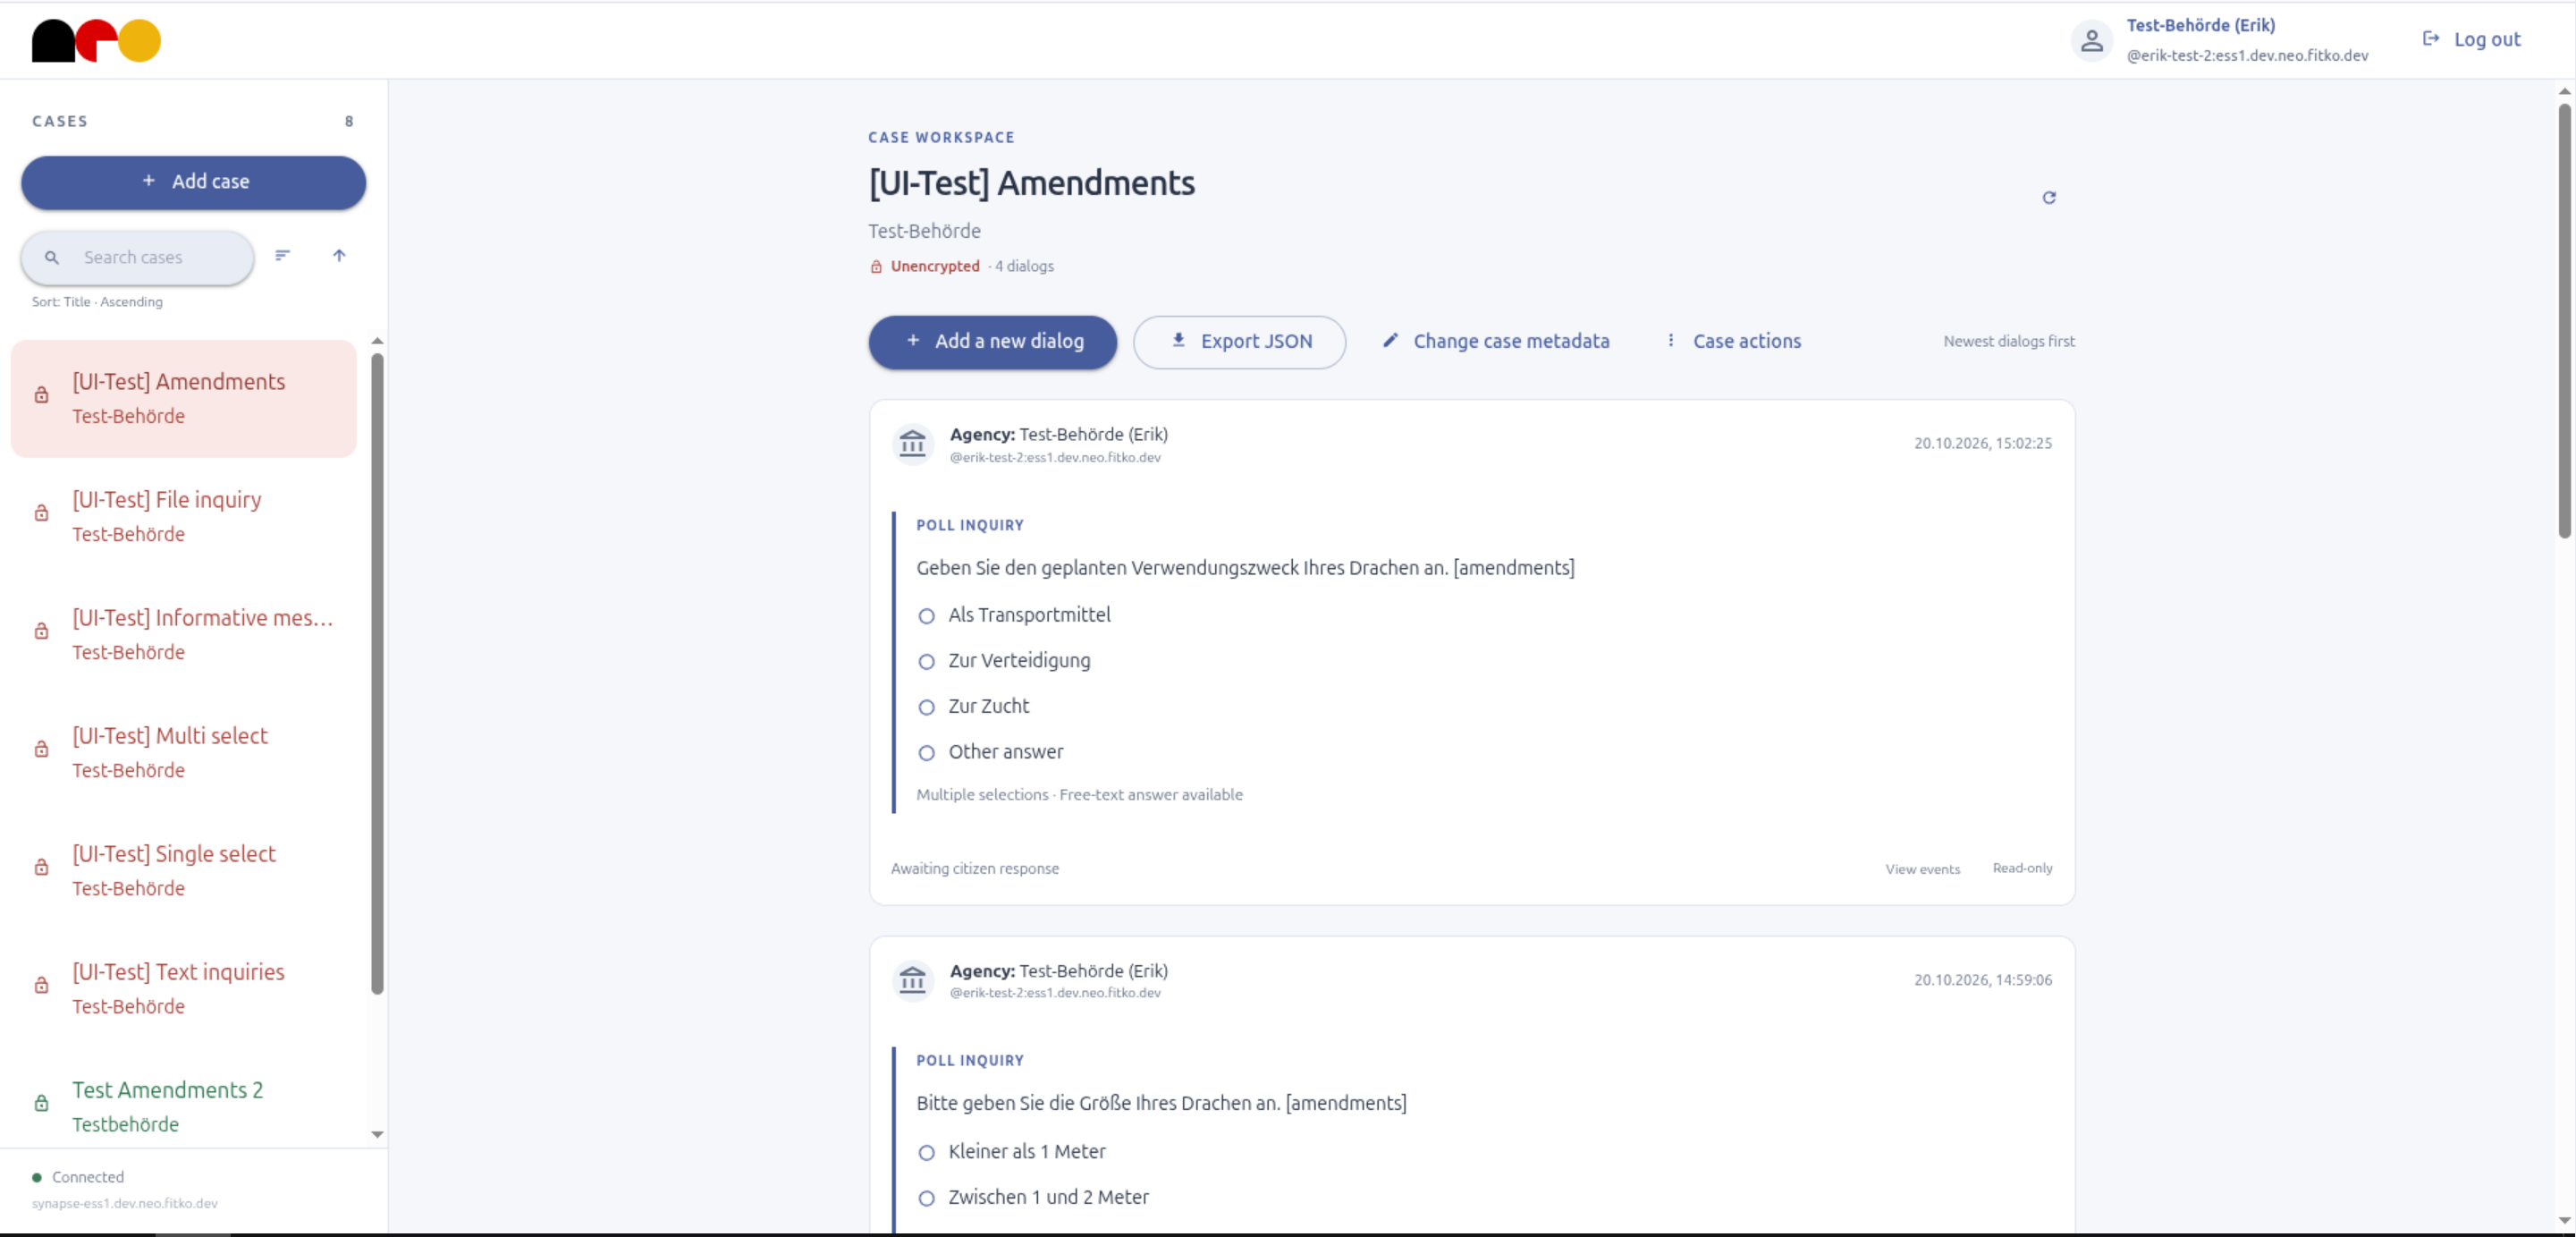 Test-Behörde (Erik)
@erik-test-2:ess1.dev.neo.fitko.dev
Log out
CASES 8
+ Add case
Search cases
Sort: Title · Ascending
[UI-Test] Amendments
Test-Behörde
[UI-Test] File inquiry
Test-Behörde
[UI-Test] Informative mes...
Test-Behörde
[UI-Test] Multi select
Test-Behörde
[UI-Test] Single select
Test-Behörde
[UI-Test] Text inquiries
Test-Behörde
Test Amendments 2
Testbehörde
Connected
synapse-ess1.dev.neo.fitko.dev
CASE WORKSPACE
[UI-Test] Amendments
Test-Behörde
Unencrypted · 4 dialogs
+ Add a new dialog
Export JSON
Change case metadata
Case actions
Newest dialogs first
Agency: Test-Behörde (Erik)
@erik-test-2:ess1.dev.neo.fitko.dev
20.10.2026, 15:02:25
POLL INQUIRY
Geben Sie den geplanten Verwendungszweck Ihres Drachen an. [amendments]
Als Transportmittel
Zur Verteidigung
Zur Zucht
Other answer
Multiple selections · Free-text answer available
Awaiting citizen response
View events
Read-only
Agency: Test-Behörde (Erik)
@erik-test-2:ess1.dev.neo.fitko.dev
20.10.2026, 14:59:06
POLL INQUIRY
Bitte geben Sie die Größe Ihres Drachen an. [amendments]
Kleiner als 1 Meter
Zwischen 1 und 2 Meter